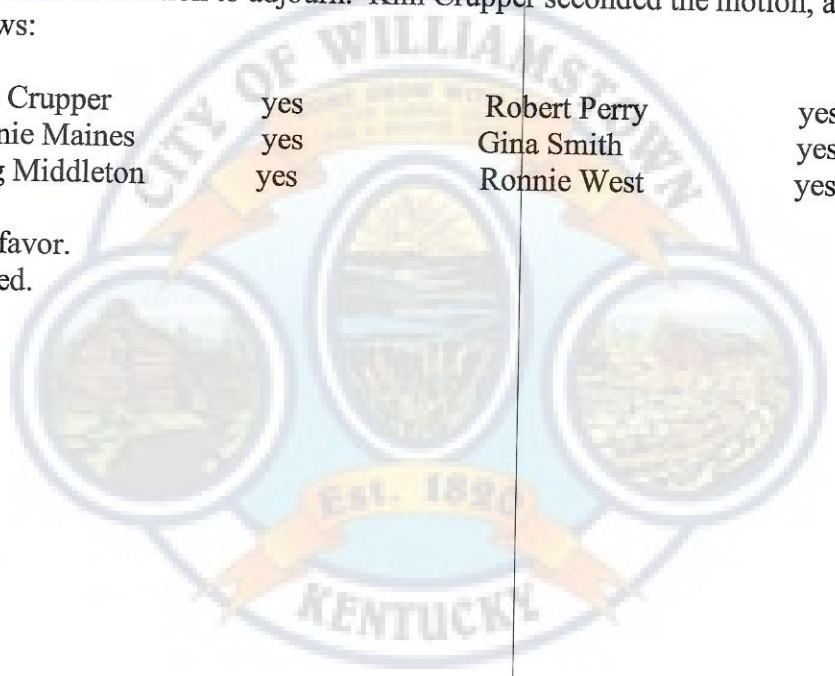 to adjourn. Kim Crupper seconded the motion, a
ws:
CITY OF WILLIAMSTOWN
Crupper yes Robert Perry yes
nie Maines yes Gina Smith yes
g Middleton yes Ronnie West yes
favor.
ed.
Est. 1820
KENTUCKY